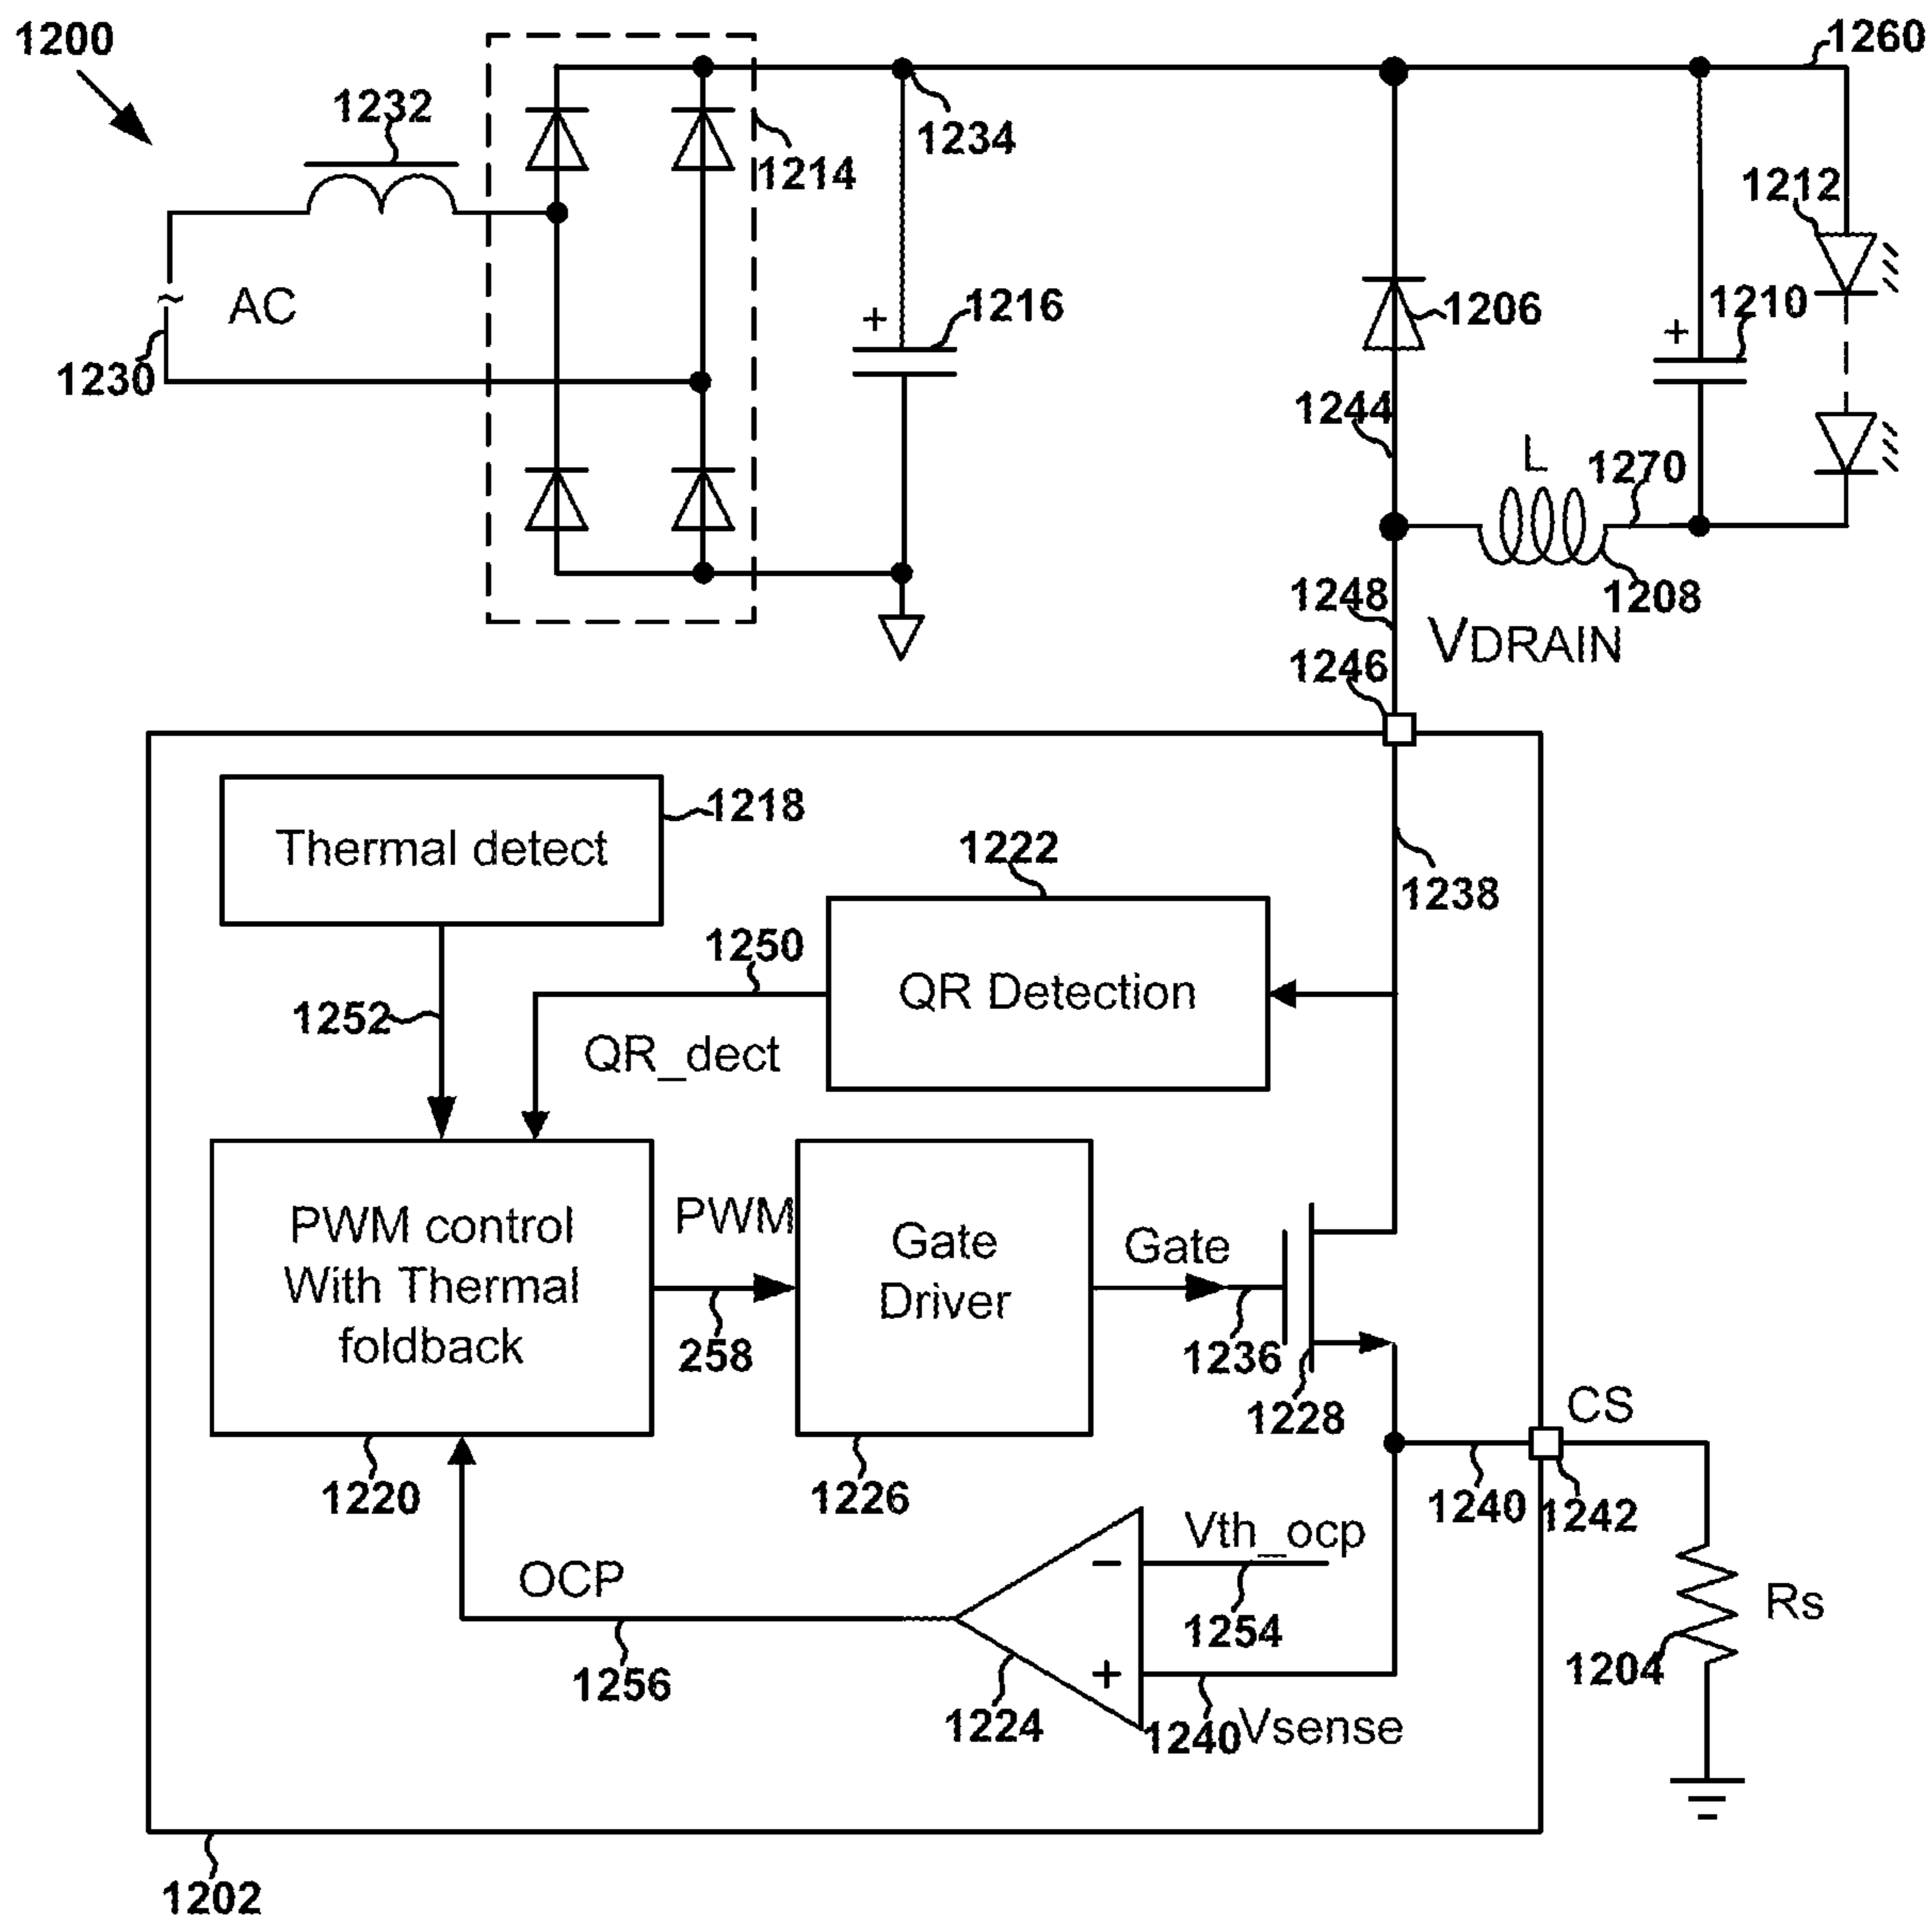 1200
1260
1232
1234
1214
1212
AC
+
1216
1206
+
1210
~
1230
1244
L
1270
1208
1248
VDRAIN
1246
Thermal detect
1218
1222
1238
1250
QR Detection
1252
QR_dect
PWM control
With Thermal
foldback
PWM
258
Gate
Driver
Gate
1236
1228
CS
1220
1226
1240
1242
Vth_ocp
-
1254
OCP
Rs
1204
1256
+
1224
1240
Vsense
1202